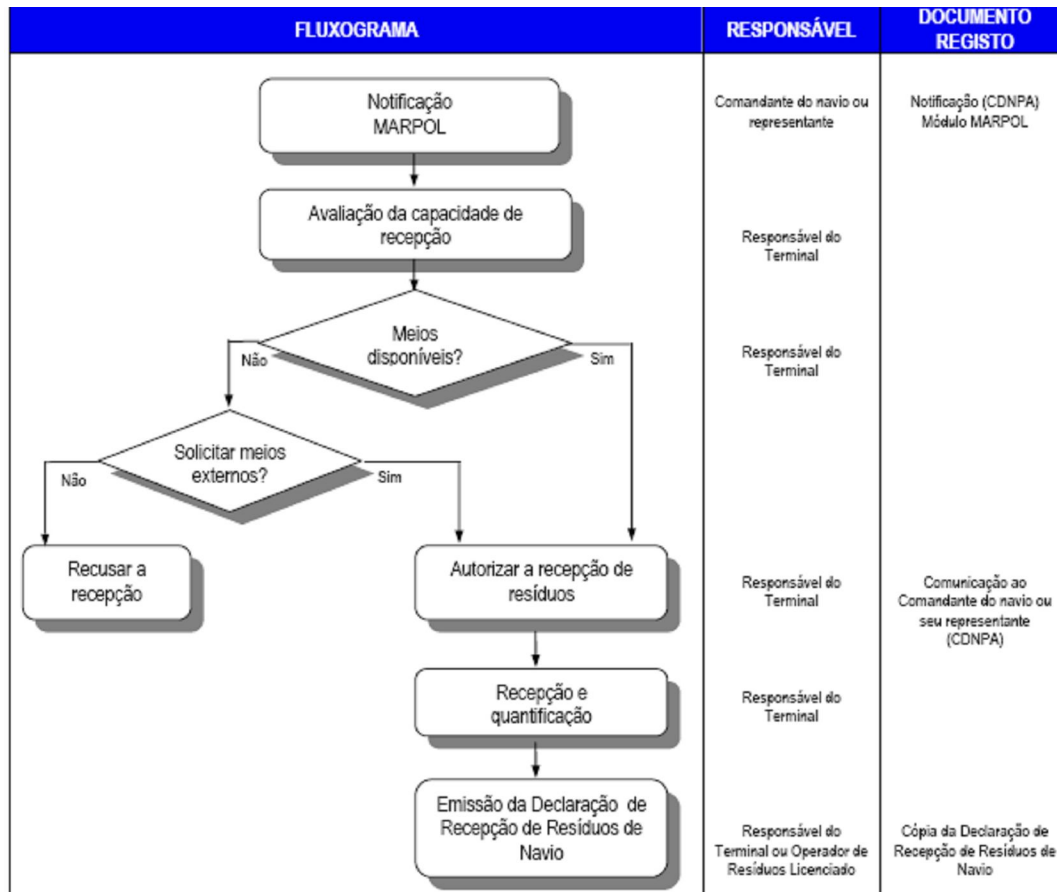 FLUXOGRAMA
RESPONSÁVEL
DOCUMENTO
REGISTO
Notificação
MARPOL
Comandante do navio ou
representante
Notificação (CDNPA)
Módulo MARPOL
Avaliação da capacidade de
recepção
Responsável do
Terminal
Meios
disponíveis?
Não
Sim
Responsável do
Terminal
Solicitar meios
externos?
Não
Sim
Recusar a
recepção
Autorizar a recepção de
resíduos
Responsável do
Terminal
Comunicação ao
Comandante do navio ou
seu representante
(CDNPA)
Recepção e
quantificação
Responsável do
Terminal
Emissão da Declaração de
Recepção de Resíduos de
Navio
Responsável do
Terminal ou Operador de
Resíduos Licenciado
Cópia da Declaração de
Recepção de Resíduos de
Navio